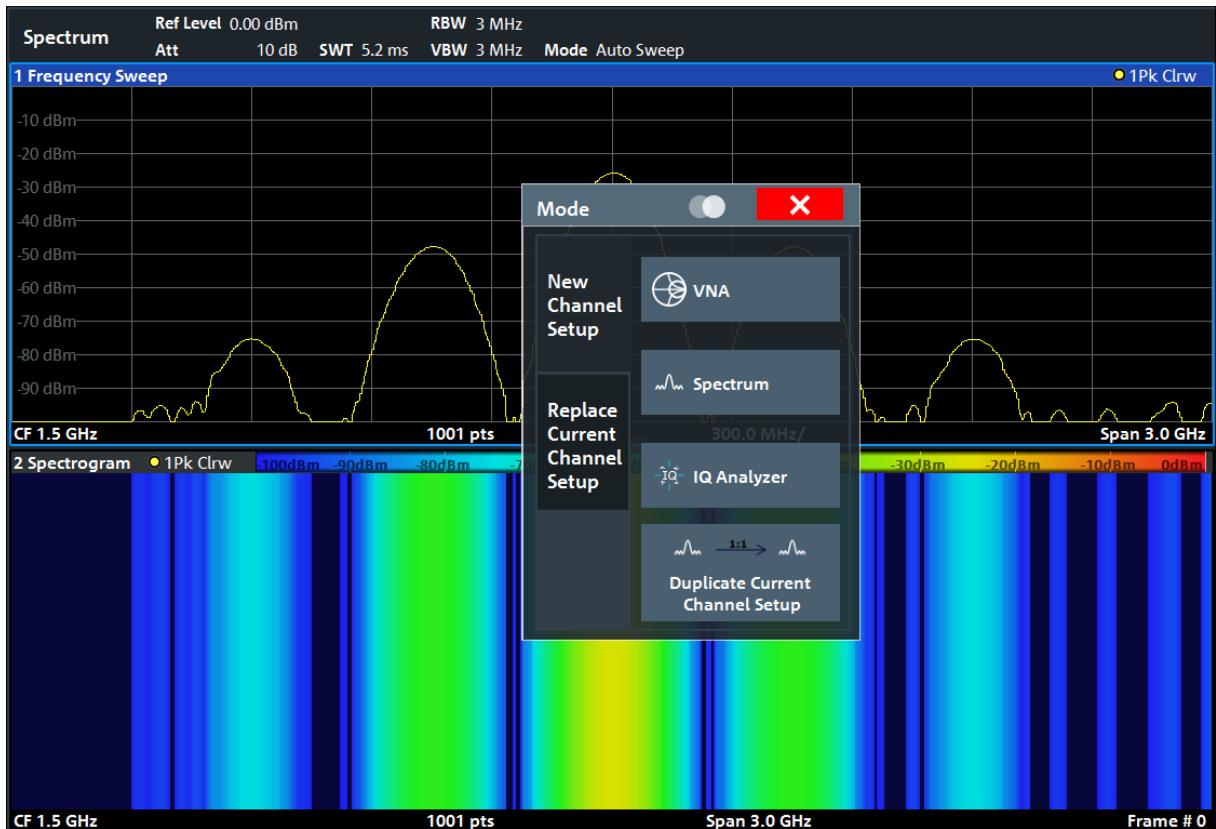 Spectrum
Ref Level 0.00 dBm RBW 3 MHz
Att 10 dB SWT 5.2 ms VBW 3 MHz Mode Auto Sweep
1 Frequency Sweep 1Pk Clrw
-10 dBm
-20 dBm
-30 dBm
-40 dBm
-50 dBm
-60 dBm
-70 dBm
-80 dBm
-90 dBm
CF 1.5 GHz 1001 pts 300.0 MHz/ Span 3.0 GHz
Mode
New
Channel
Setup
Replace
Current
Channel
Setup
VNA
Spectrum
IQ
IQ Analyzer
1:1
Duplicate Current
Channel Setup
2 Spectrogram 1Pk Clrw -100dBm -90dBm -80dBm -30dBm -20dBm -10dBm 0dBm
CF 1.5 GHz 1001 pts Span 3.0 GHz Frame # 0